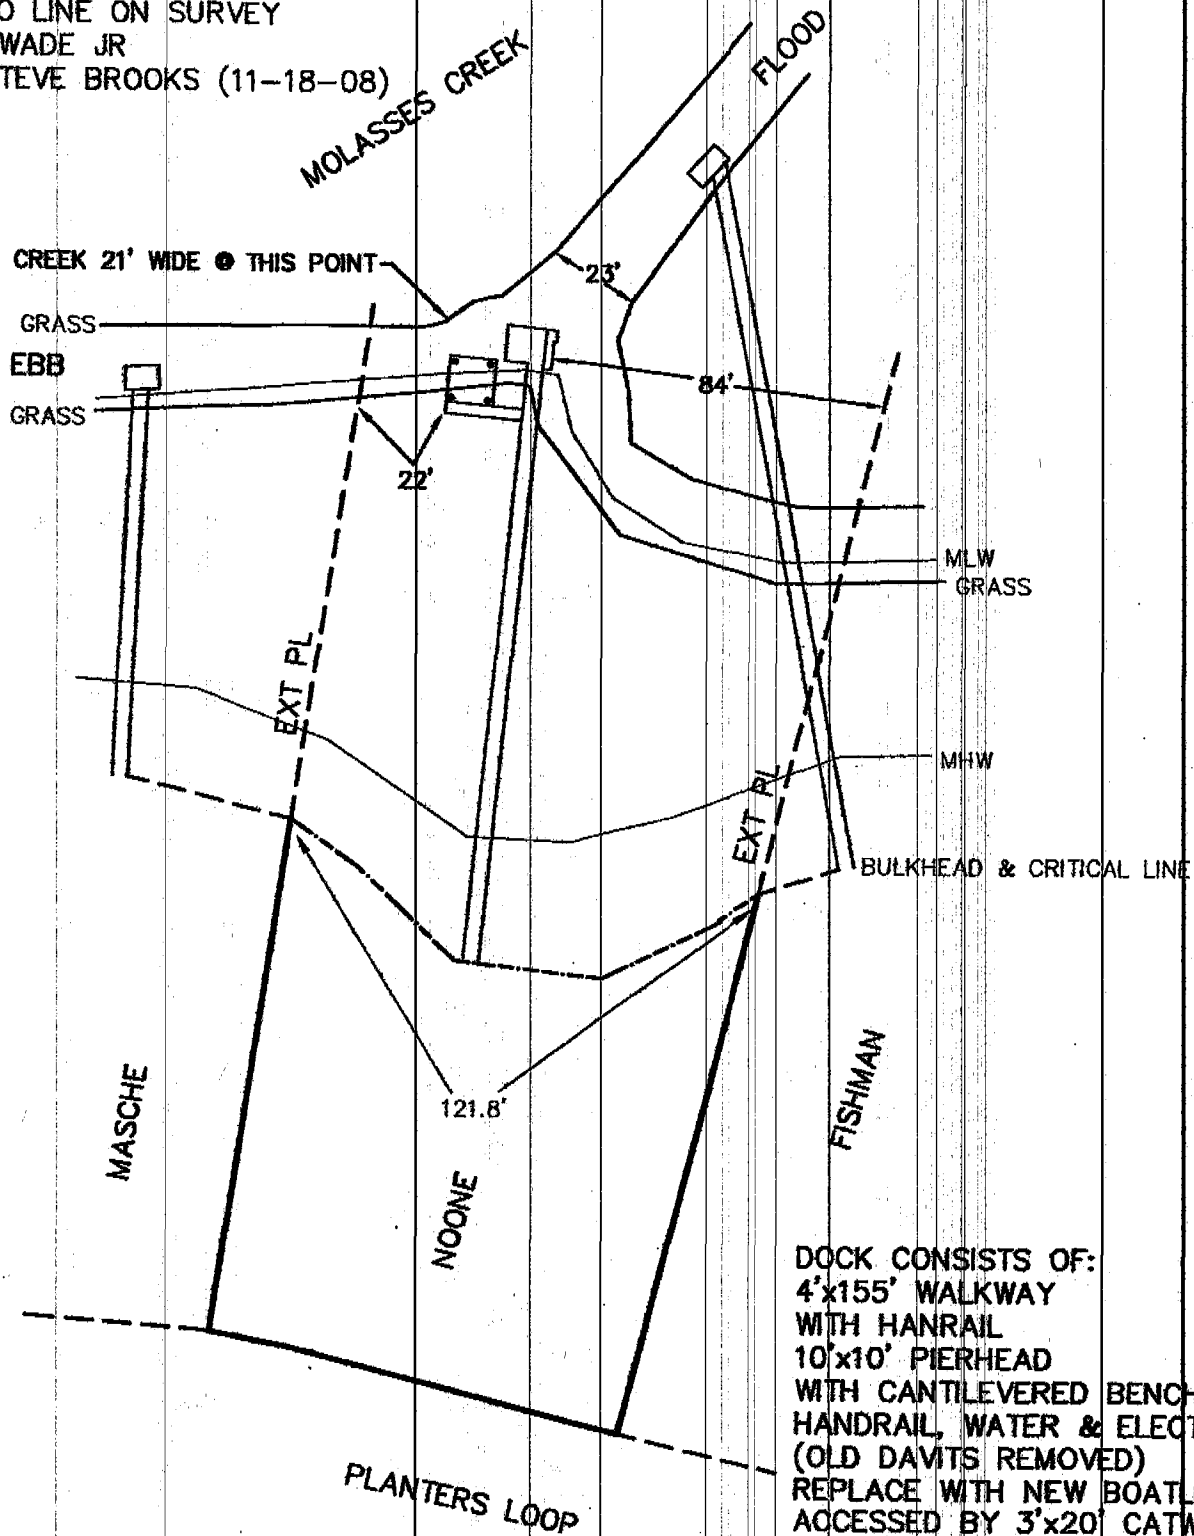 O LINE ON SURVEY
WADE JR
TEVE BROOKS (11-18-08)
MOLASSES CREEK
FLOOD
CREEK 21' WIDE @ THIS POINT
23'
GRASS
EBB
GRASS
84'
22'
MLW
GRASS
EXT PL
MHW
EXT PL
BULKHEAD & CRITICAL LINE
121.8'
MASCHE
NOONE
FISHMAN
DOCK CONSISTS OF:
4'x155' WALKWAY
WITH HANRAIL
10'x10' PIERHEAD
WITH CANTILEVERED BENCH
HANDRAIL, WATER & ELECT
(OLD DAVITS REMOVED)
REPLACE WITH NEW BOATL
ACCESSED BY 3'x20' CATW
PLANTERS LOOP